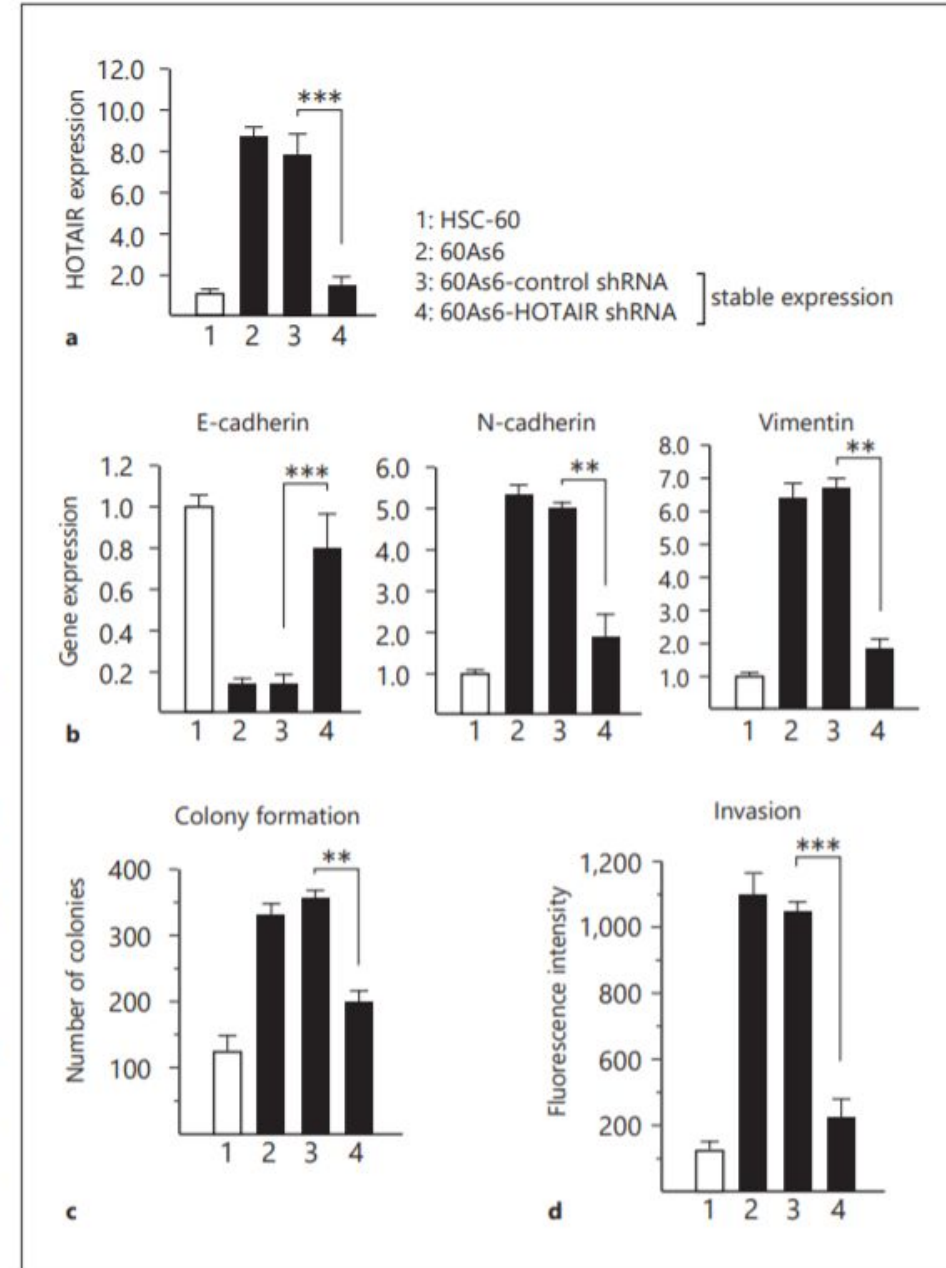 12.0
10.0
8.0
6.0
4.0
2.0
HOTAIR expression
***
1 2 3 4
a
1: HSC-60
2: 60As6
3: 60As6-control shRNA
4: 60As6-HOTAIR shRNA
stable expression
E-cadherin
1.2
1.0
0.8
0.6
0.4
0.2
Gene expression
***
1 2 3 4
b
N-cadherin
6.0
5.0
4.0
3.0
2.0
1.0
**
1 2 3 4
Vimentin
8.0
7.0
6.0
5.0
4.0
3.0
2.0
1.0
**
1 2 3 4
Colony formation
400
300
200
100
Number of colonies
**
1 2 3 4
c
Invasion
1,200
1,000
800
600
200
Fluorescence intensity
***
1 2 3 4
d